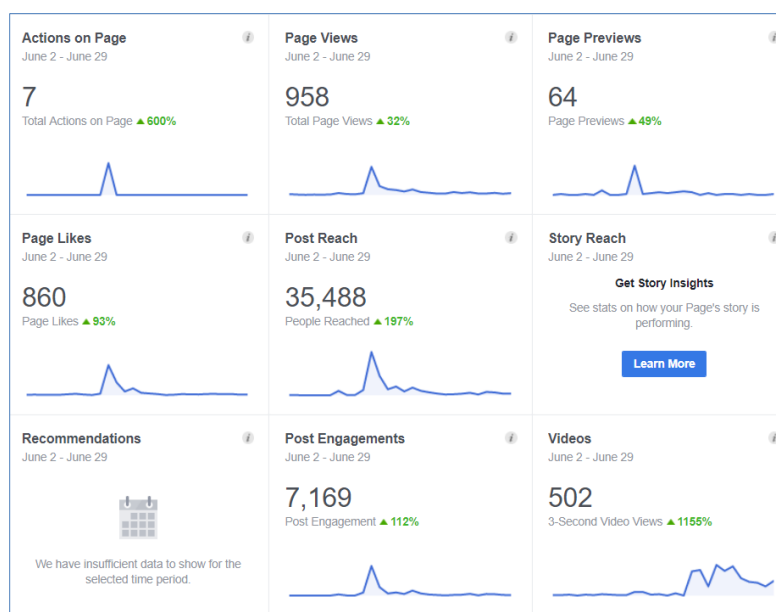 Actions on Page
June 2 - June 29
7
Total Actions on Page 600%
Page Views
June 2 - June 29
958
Total Page Views 32%
Page Previews
June 2 - June 29
64
Page Previews 49%
Page Likes
June 2 - June 29
860
Page Likes 93%
Post Reach
June 2 - June 29
35,488
People Reached 197%
Story Reach
June 2 - June 29
Get Story Insights
See stats on how your Page's story is
performing.
Learn More
Recommendations
June 2 - June 29
We have insufficient data to show for the
selected time period.
Post Engagements
June 2 - June 29
7,169
Post Engagement 112%
Videos
June 2 - June 29
502
3-Second Video Views 1155%